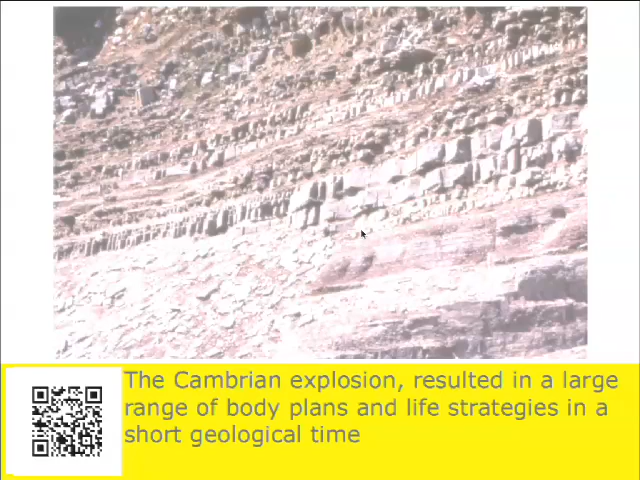 The Cambrian explosion, resulted in a large
range of body plans and life strategies in a
short geological time